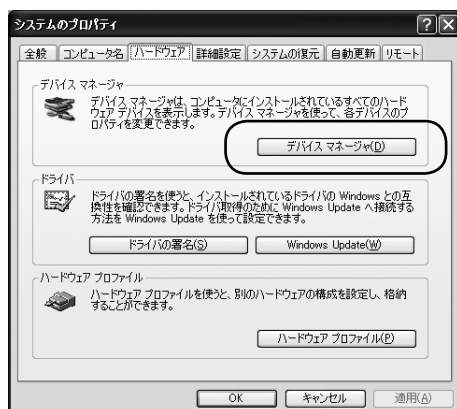 システムのプロパティ
全般 コンピュータ名 ハードウェア 詳細設定 システムの復元 自動更新 リモート
デバイス マネージャ
デバイス マネージャは、コンピュータにインストールされているすべてのハード
ウェア デバイスを表示します。デバイス マネージャを使って、各デバイスのプ
ロパティを変更できます。
デバイス マネージャ(D)
ドライバ
ドライバの署名を使うと、インストールされているドライバの Windows との互
換性を確認できます。ドライバ取得のために Windows Update へ接続する
方法を Windows Update を使って設定できます。
ドライバの署名(S) Windows Update(W)
ハードウェア プロファイル
ハードウェア プロファイルを使うと、別のハードウェアの構成を設定し、格納
することができます。
ハードウェア プロファイル(P)
OK キャンセル 適用(A)